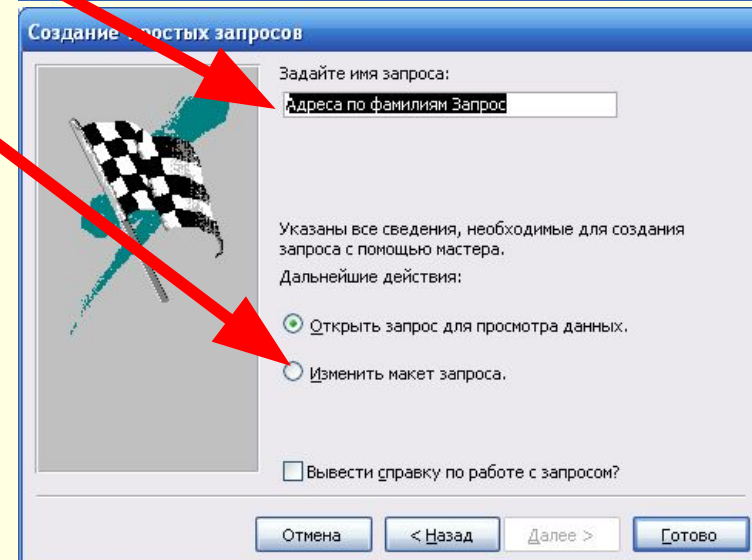 Создание простых запросов
Задайте имя запроса:
Адреса по фамилиям Запрос
Указаны все сведения, необходимые для создания
запроса с помощью мастера.
Дальнейшие действия:
Открыть запрос для просмотра данных.
Изменить макет запроса.
Вывести справку по работе с запросом?
Отмена
< Назад
Далее >
Готово